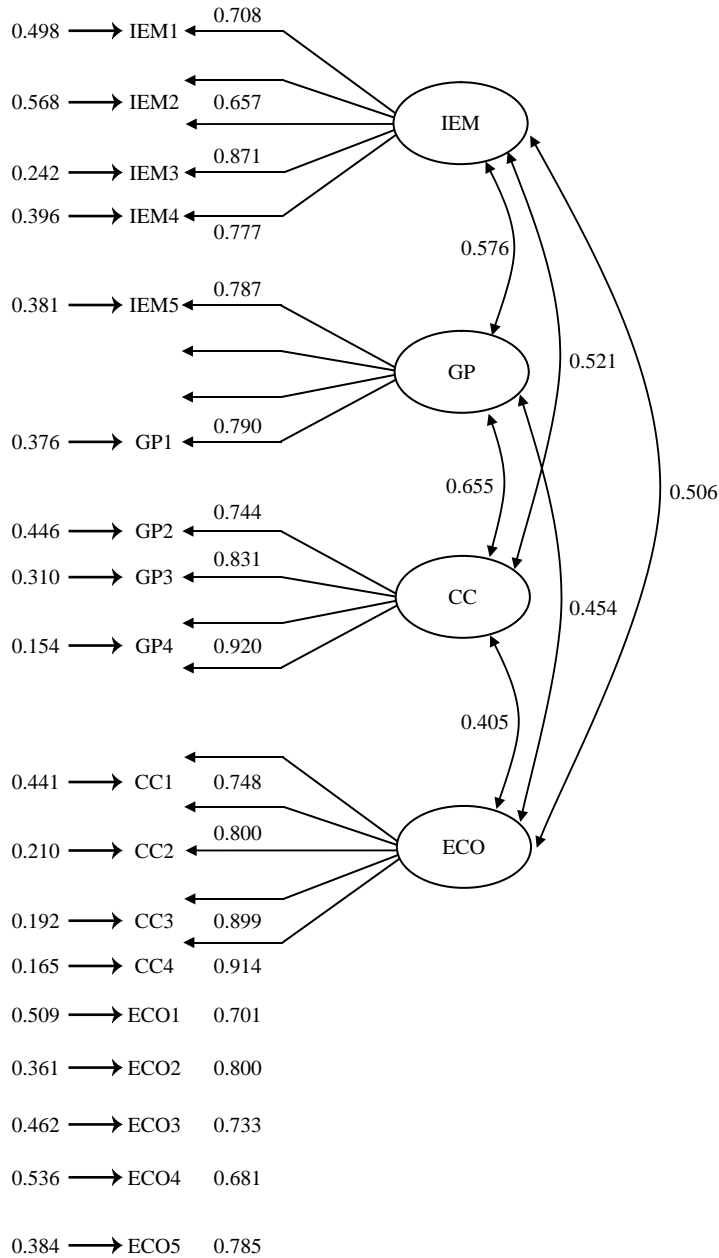 0.708
0.498 IEM1
IEM
0.568 IEM2 0.657
0.871
0.242 IEM3
0.396 IEM4
0.777
0.576
0.787
0.381 IEM5
0.521
GP
0.790
0.376 GP1
0.655
0.506
0.744
0.446 GP2
0.831
0.310 GP3
CC
0.454
0.154 GP4 0.920
0.405
0.441 CC1 0.748
0.800
0.210 CC2
ECO
0.192 CC3 0.899
0.165 CC4 0.914
0.509 ECO1 0.701
0.361 ECO2 0.800
0.462 ECO3 0.733
0.536 ECO4 0.681
0.384 ECO5 0.785